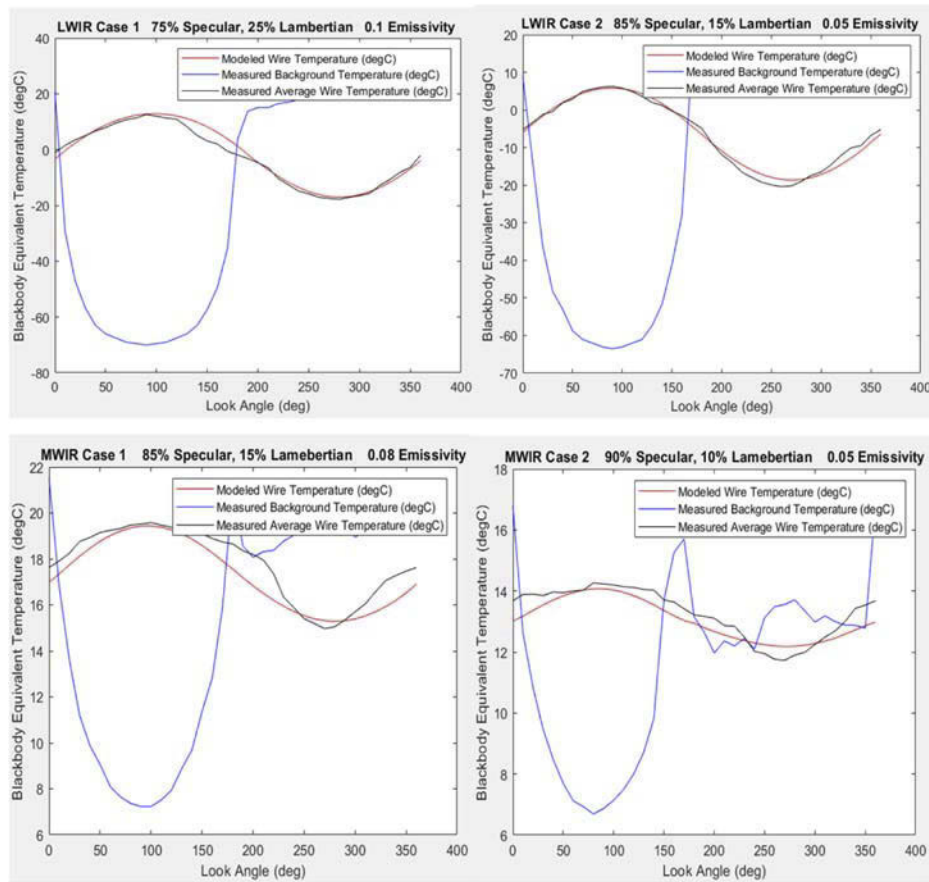 LWIR Case 1 75% Specular, 25% Lambertian 0.1 Emissivity
Modeled Wire Temperature (degC)
Measured Background Temperature (degC)
Measured Average Wire Temperature (degC)
Blackbody Equivalent Temperature (degC)
40
20
0
-20
-40
-60
-80
0 50 100 150 200 250 300 350 400
Look Angle (deg)
LWIR Case 2 85% Specular, 15% Lambertian 0.05 Emissivity
Modeled Wire Temperature (degC)
Measured Background Temperature (degC)
Measured Average Wire Temperature (degC)
Blackbody Equivalent Temperature (degC)
20
10
0
-10
-20
-30
-40
-50
-60
-70
0 50 100 150 200 250 300 350 400
Look Angle (deg)
MWIR Case 1 85% Specular, 15% Lamebertian 0.08 Emissivity
Modeled Wire Temperature (degC)
Measured Background Temperature (degC)
Measured Average Wire Temperature (degC)
Blackbody Equivalent Temperature (degC)
22
20
18
16
14
12
10
8
6
0 50 100 150 200 250 300 350 400
Look Angle (deg)
MWIR Case 2 90% Specular, 10% Lamebertian 0.05 Emissivity
Modeled Wire Temperature (degC)
Measured Background Temperature (degC)
Measured Average Wire Temperature (degC)
Blackbody Equivalent Temperature (degC)
18
16
14
12
10
8
6
0 50 100 150 200 250 300 350 400
Look Angle (deg)